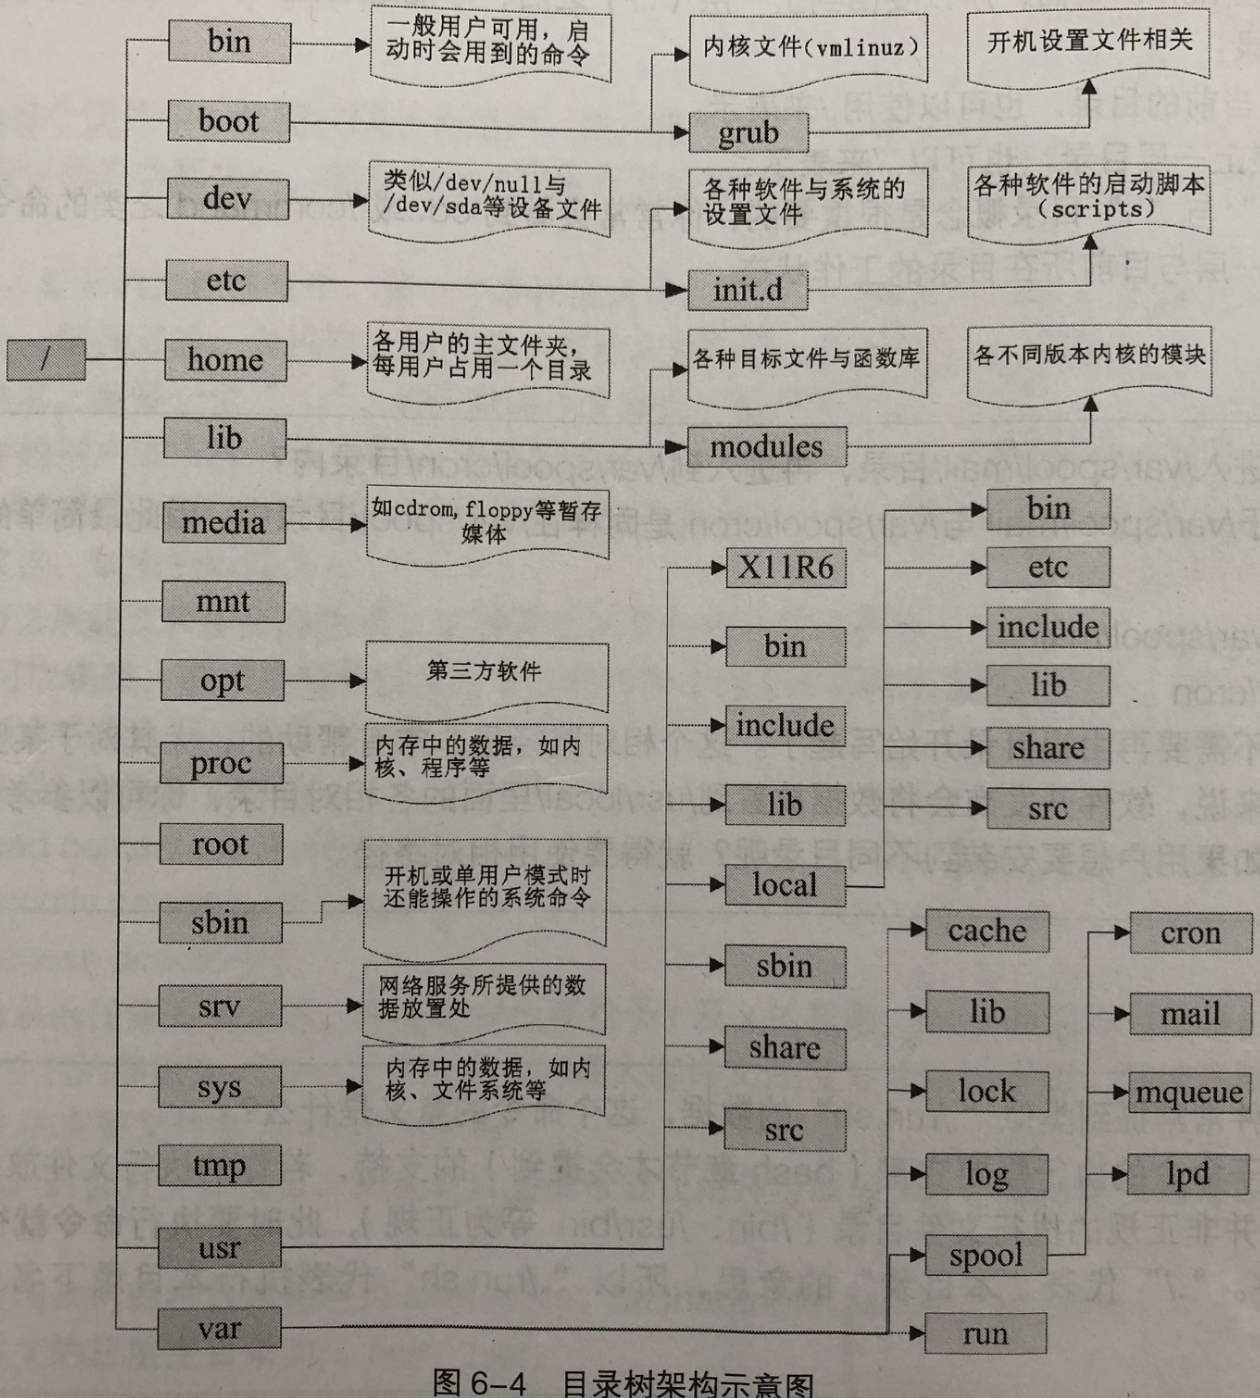 /
bin
一般用户可用，启
动时会用到的命令
boot
内核文件(vmlinuz)
grub
开机设置文件相关
dev
类似/dev/null与
/dev/sda等设备文件
etc
各种软件与系统的
设置文件
init.d
各种软件的启动脚本
(scripts)
home
各用户的主文件夹，
每用户占用一个目录
lib
各种目标文件与函数库
modules
各不同版本内核的模块
media
如cdrom,floppy等暂存
媒体
mnt
opt
第三方软件
proc
内存中的数据，如内
核、程序等
root
sbin
开机或单用户模式时
还能操作的系统命令
srv
网络服务所提供的数
据放置处
sys
内存中的数据，如内
核、文件系统等
tmp
usr
X11R6
bin
include
lib
local
bin
etc
include
lib
share
src
sbin
share
src
var
cache
lib
lock
log
spool
cron
mail
mqueue
lpd
run
图 6-4 目录树架构示意图